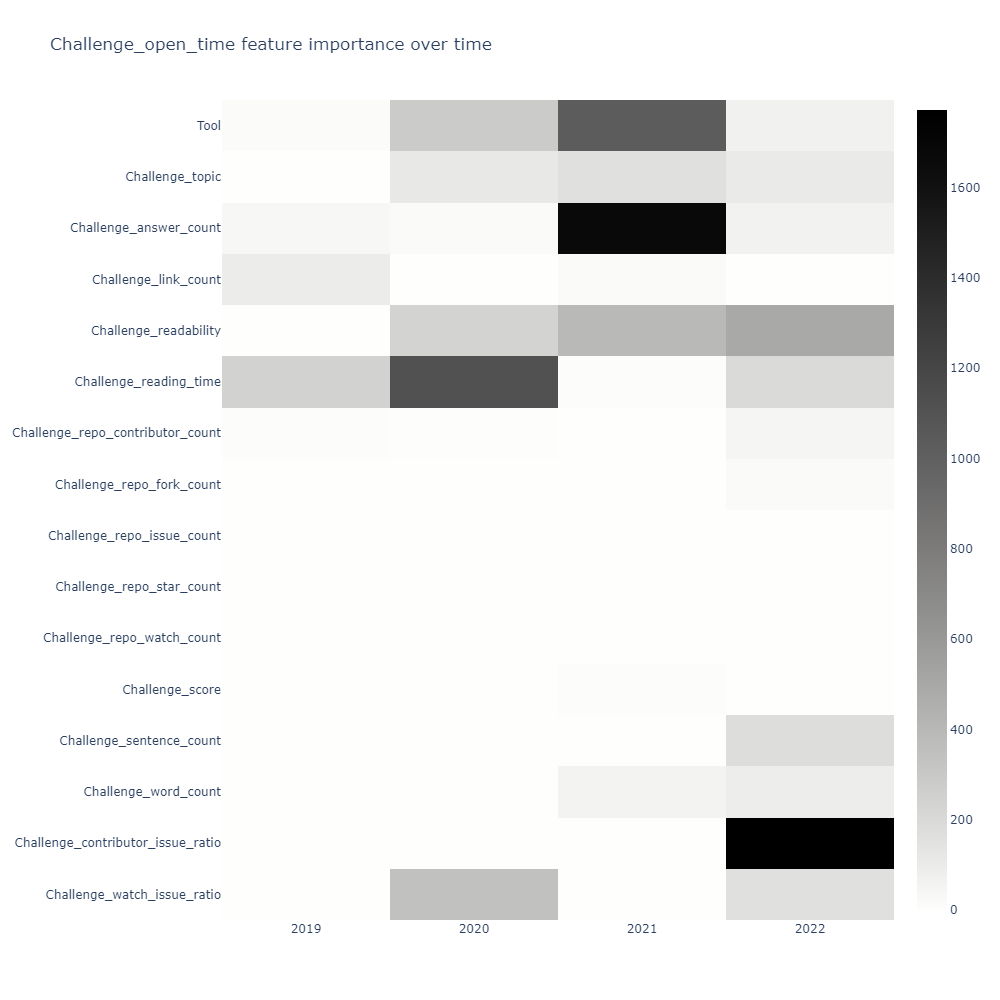 Challenge_open_time feature importance over time
Tool
Challenge_topic
Challenge_answer_count
Challenge_link_count
Challenge_readability
Challenge_reading_time
Challenge_repo_contributor_count
Challenge_repo_fork_count
Challenge_repo_issue_count
Challenge_repo_star_count
Challenge_repo_watch_count
Challenge_score
Challenge_sentence_count
Challenge_word_count
Challenge_contributor_issue_ratio
Challenge_watch_issue_ratio
2019 2020 2021 2022
1600
1400
1200
1000
800
600
400
200
0